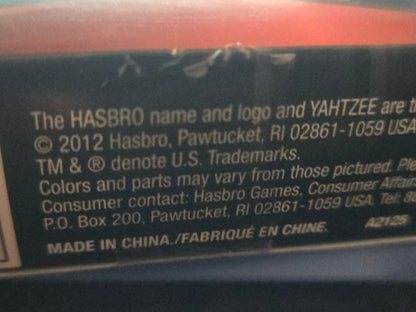 The HASBRO name and logo and YAHTZEE are
© 2012 Hasbro, Pawtucket, RI 02861-1059 USA
TM & ® denote U.S. Trademarks.
Colors and parts may vary from those pictured.
Consumer contact: Hasbro Games, Consumer
P.O. Box 200, Pawtucket, RI 02861-1059 USA. Tel:
MADE IN CHINA./FABRIQUÉ EN CHINE. A2125